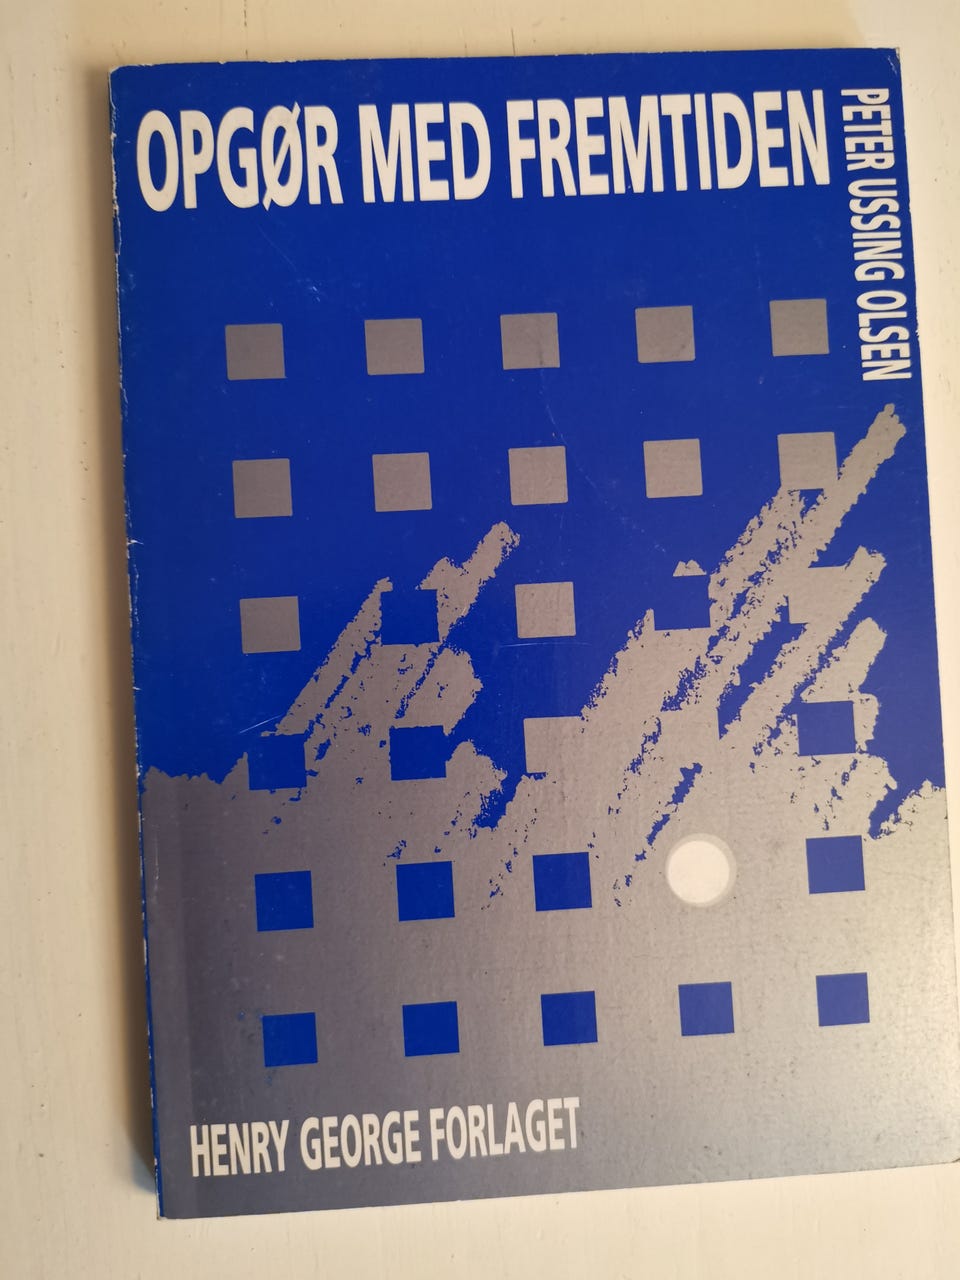 OPGØR MED FREMTIDEN
PETER USSING OLSEN
HENRY GEORGE FORLAGET